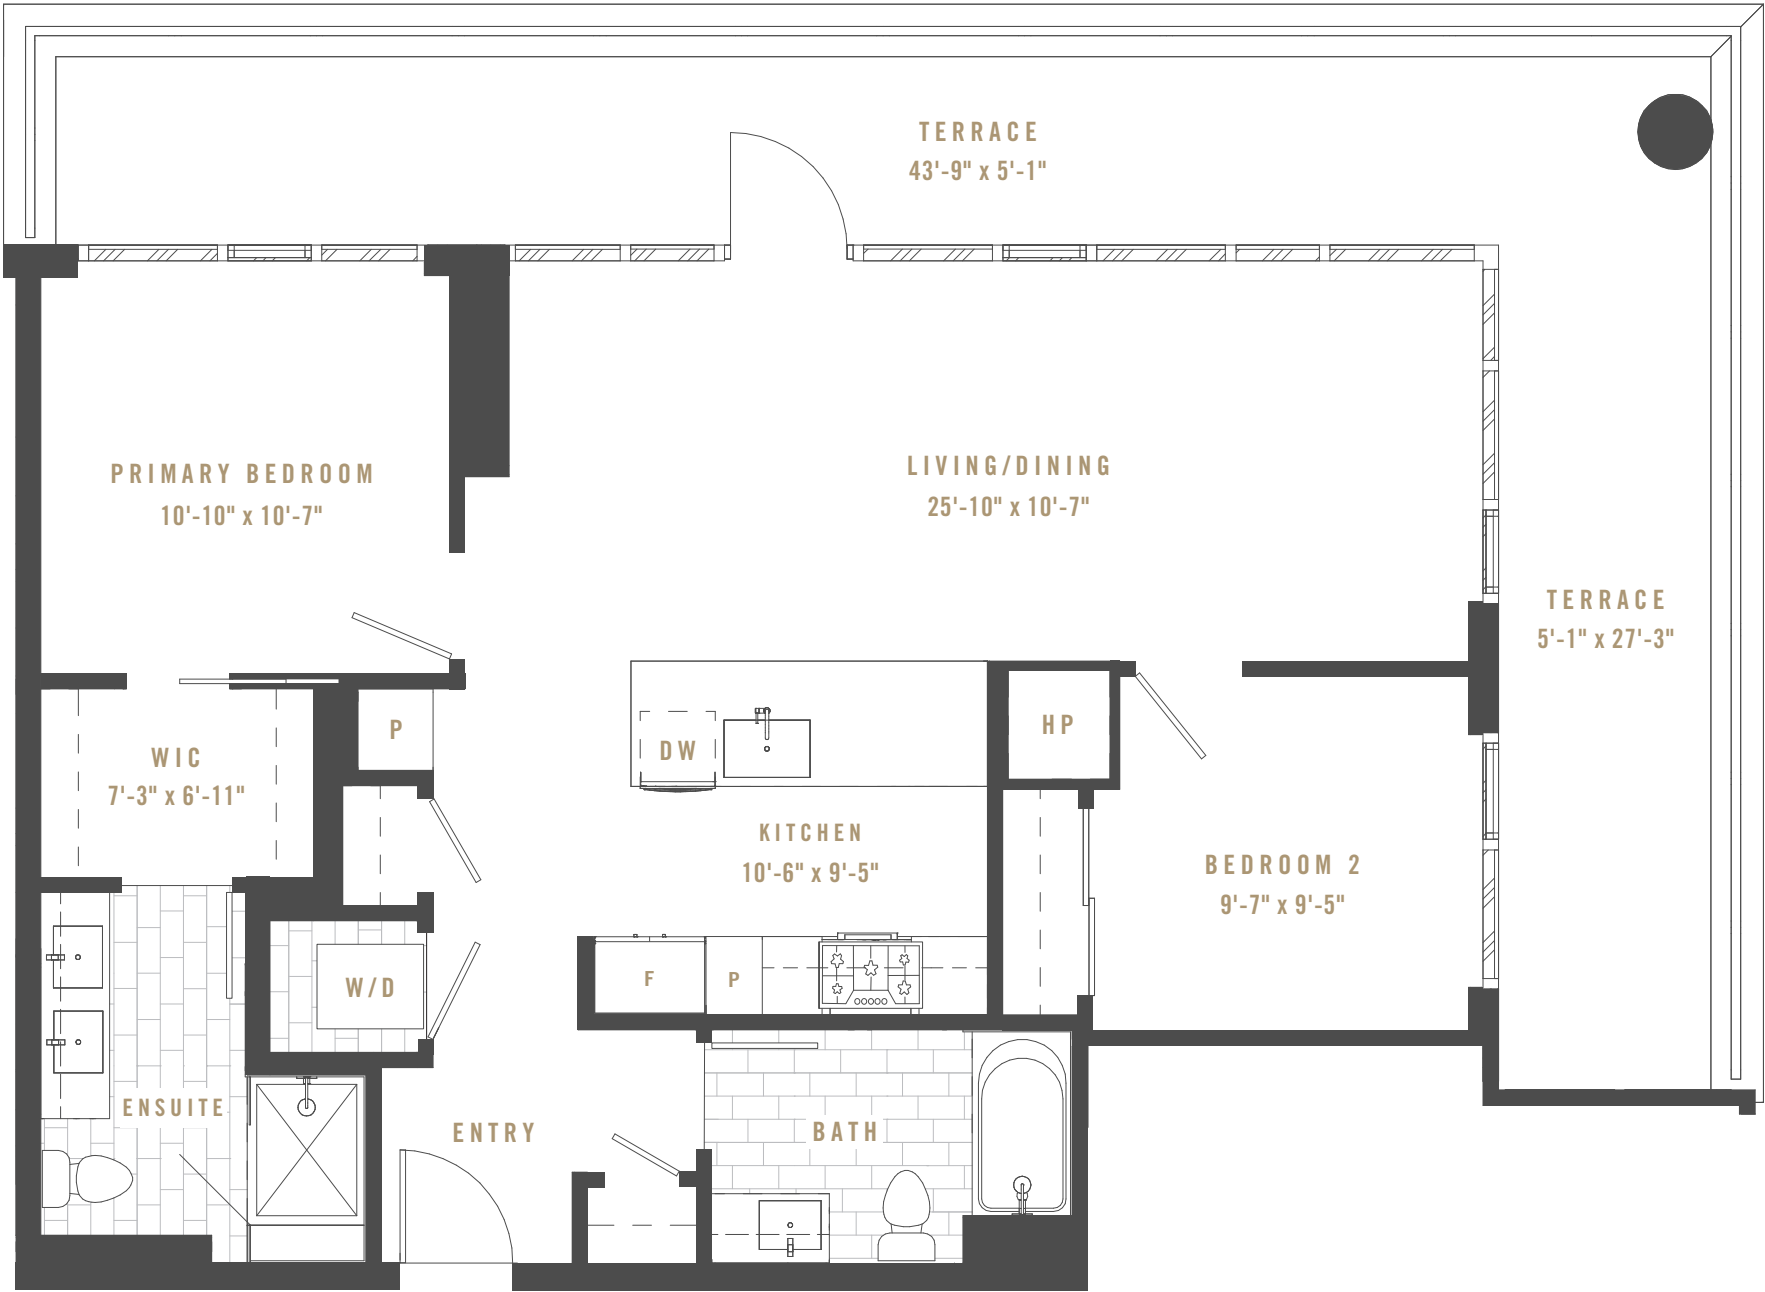 TERRACE
43'-9" x 5'-1"
PRIMARY BEDROOM
10'-10" x 10'-7"
LIVING/DINING
25'-10" x 10'-7"
TERRACE
5'-1" x 27'-3"
P
HP
DW
WIC
7'-3" x 6'-11"
KITCHEN
10'-6" x 9'-5"
BEDROOM 2
9'-7" x 9'-5"
F
P
W/D
ENSUITE
ENTRY
BATH